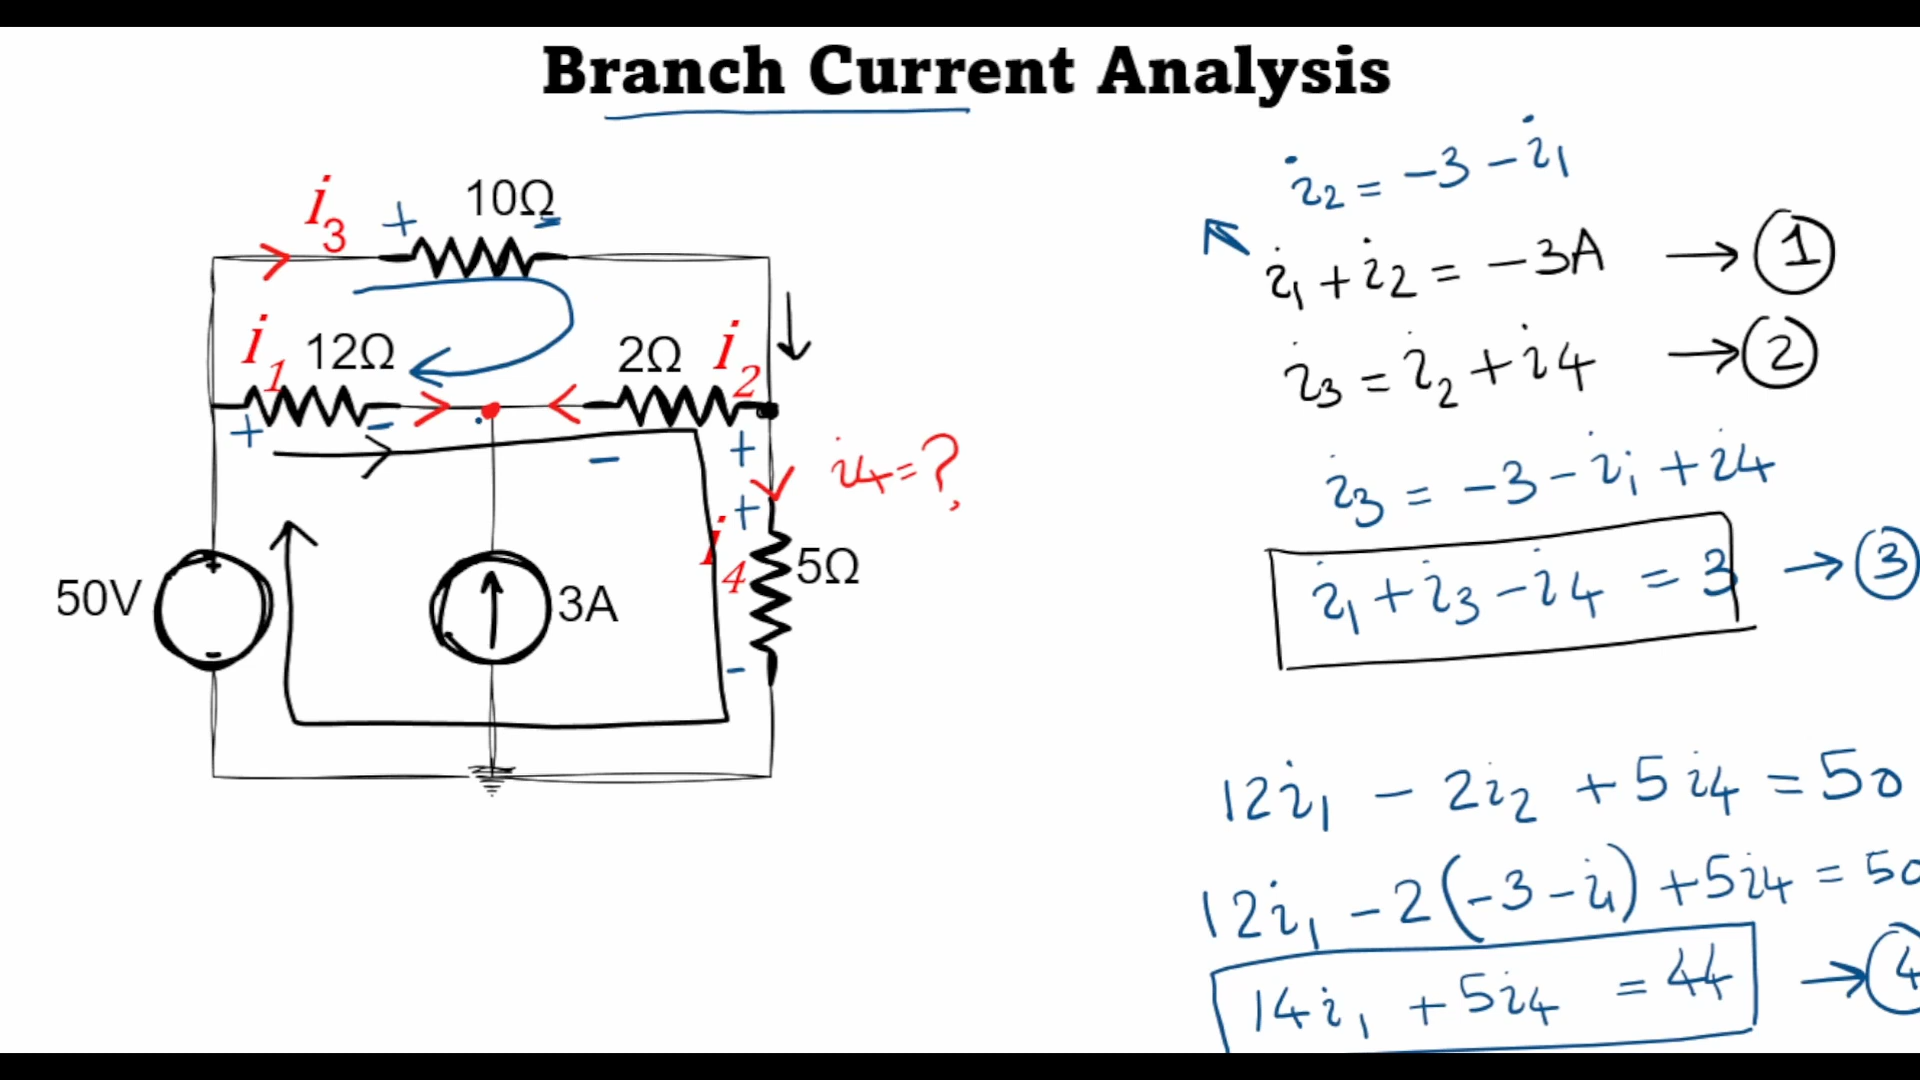 Branch Current Analysis
i3
+ 10Ω -
i1 12Ω
2Ω i2
+ - - +
i4=?
+
i4 5Ω
-
50V + -
3A
i2 = -3 - i1
i1 + i2 = -3A → 1
i3 = i2 + i4 → 2
i3 = -3 - i1 + i4
i1 + i3 - i4 = 3 → 3
12i1 - 2i2 + 5i4 = 50
12i1 - 2(-3 - i1) + 5i4 = 50
14i1 + 5i4 = 44 → 4